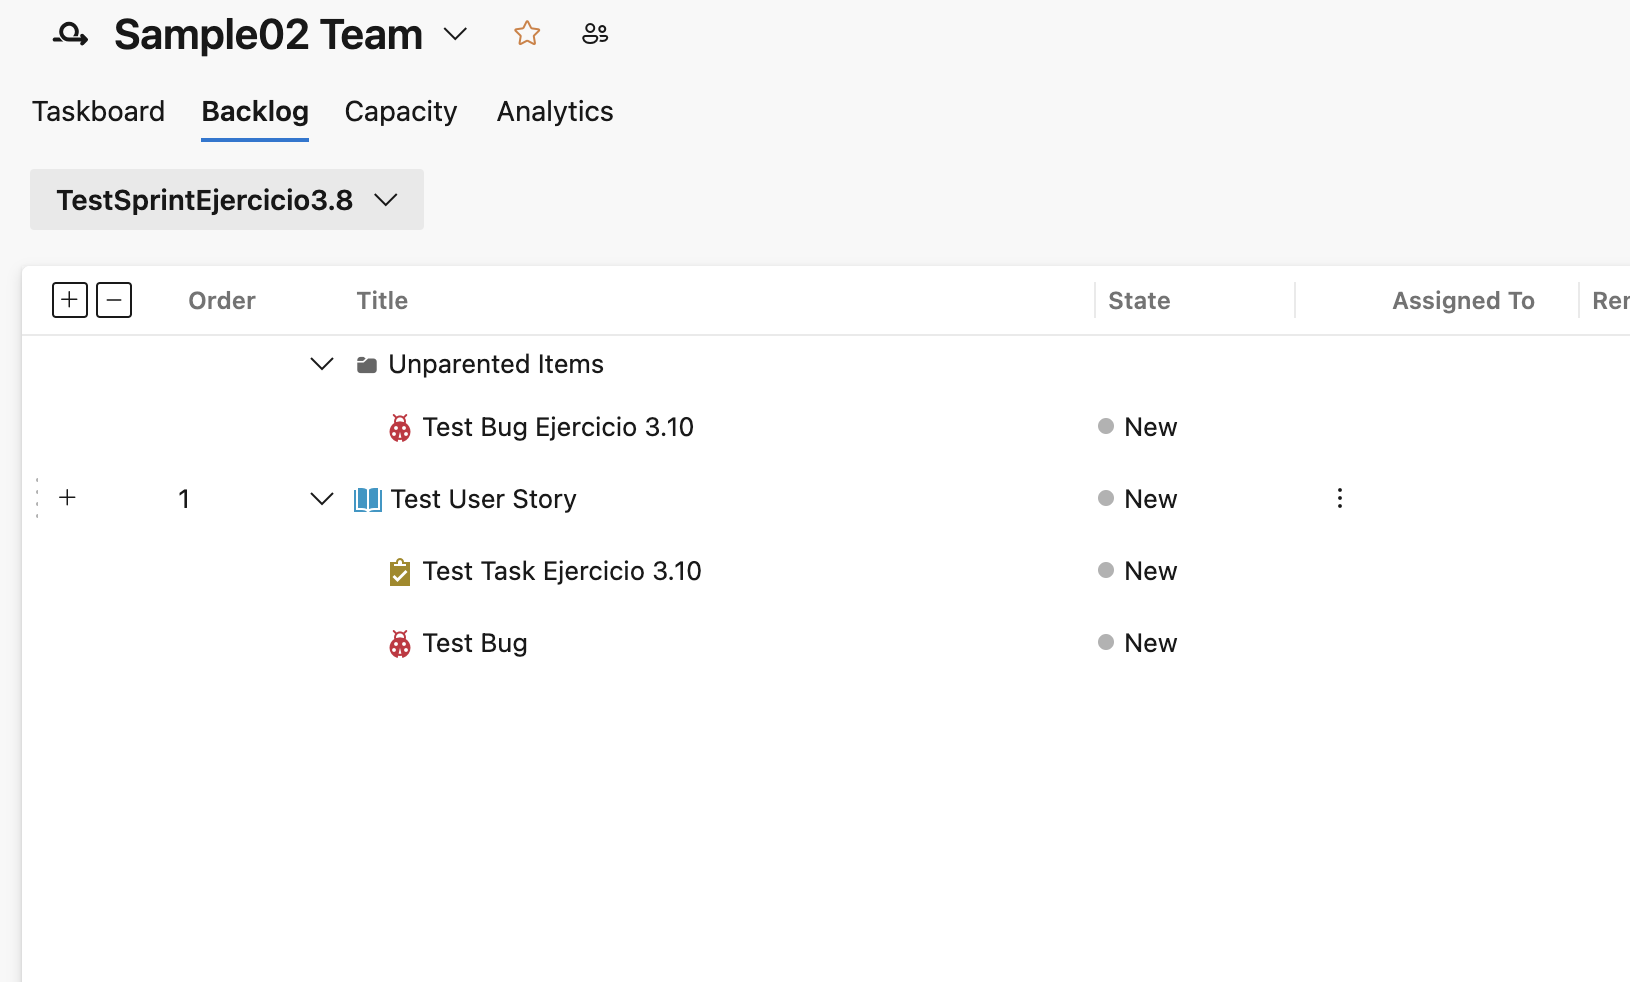 Sample02 Team
Taskboard Backlog Capacity Analytics
TestSprintEjercicio3.8
Order Title State Assigned To
Unparented Items
Test Bug Ejercicio 3.10 New
1 Test User Story New
Test Task Ejercicio 3.10 New
Test Bug New